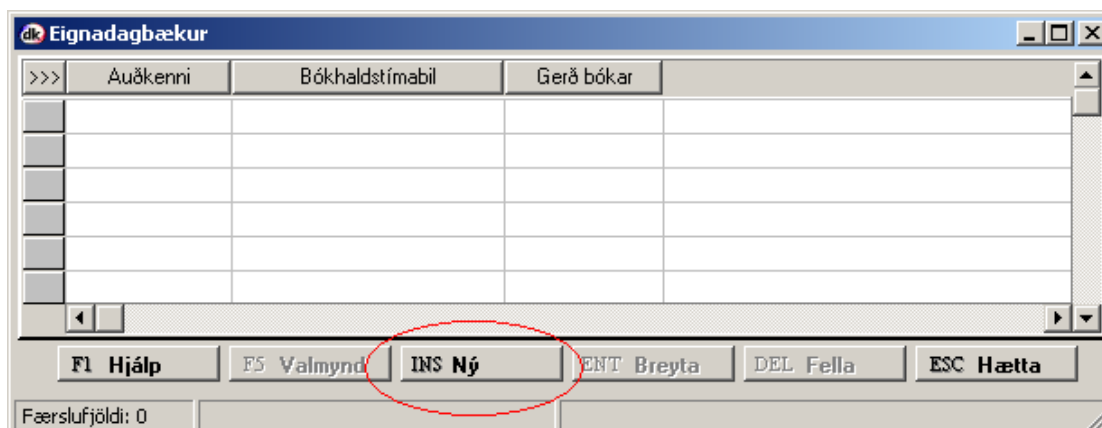 dk Eignadagbækur
>>> Auðkenni Bókhaldstímabil Gerð bókar
F1 Hjálp F5 Valmynd INS Ný ENT Breyta DEL Fella ESC Hætta
Færslufjöldi: 0